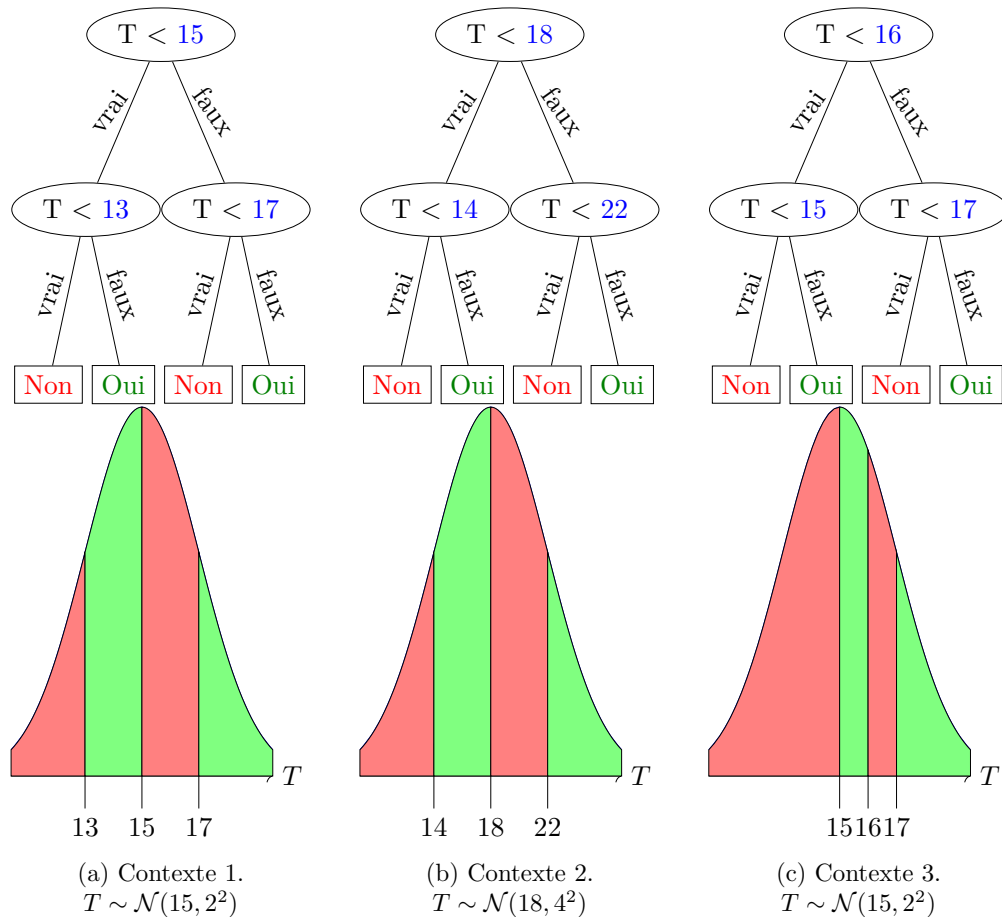 T < 15
T < 18
T < 16
vrai
faux
vrai
faux
vrai
faux
T < 13
T < 17
T < 14
T < 22
T < 15
T < 17
vrai
faux
vrai
faux
vrai
faux
vrai
faux
vrai
faux
vrai
faux
Non
Oui
Non
Oui
Non
Oui
Non
Oui
Non
Oui
Non
Oui
T
T
T
13 15 17
14 18 22
15 16 17
(a) Contexte 1.
T ∼ 𝒩(15, 2²)
(b) Contexte 2.
T ∼ 𝒩(18, 4²)
(c) Contexte 3.
T ∼ 𝒩(15, 2²)